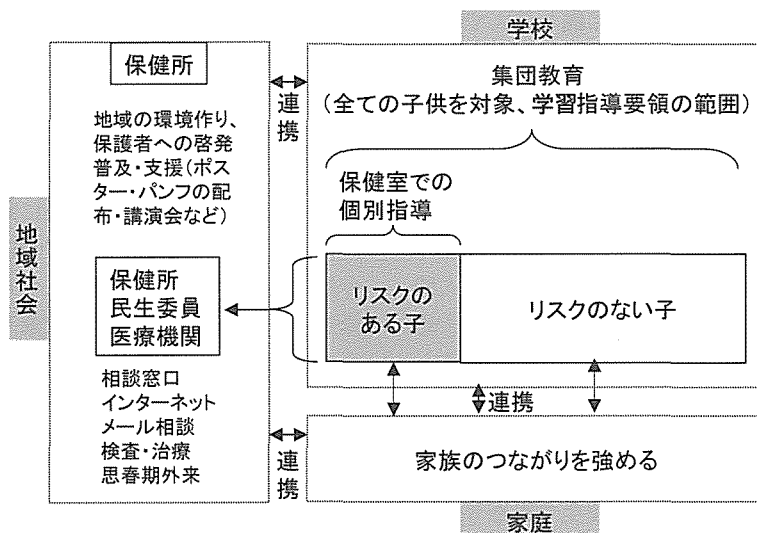 学校
保健所
地域の環境作り、
保護者への啓発
普及・支援(ポス
ター・パンフの配
布・講演会など)
連携
集団教育
(全ての子供を対象、学習指導要領の範囲)
保健室での
個別指導
地域社会
保健所
民生委員
医療機関
リスクの
ある子
リスクのない子
相談窓口
インターネット
メール相談
検査・治療
思春期外来
連携
連携
家族のつながりを強める
家庭